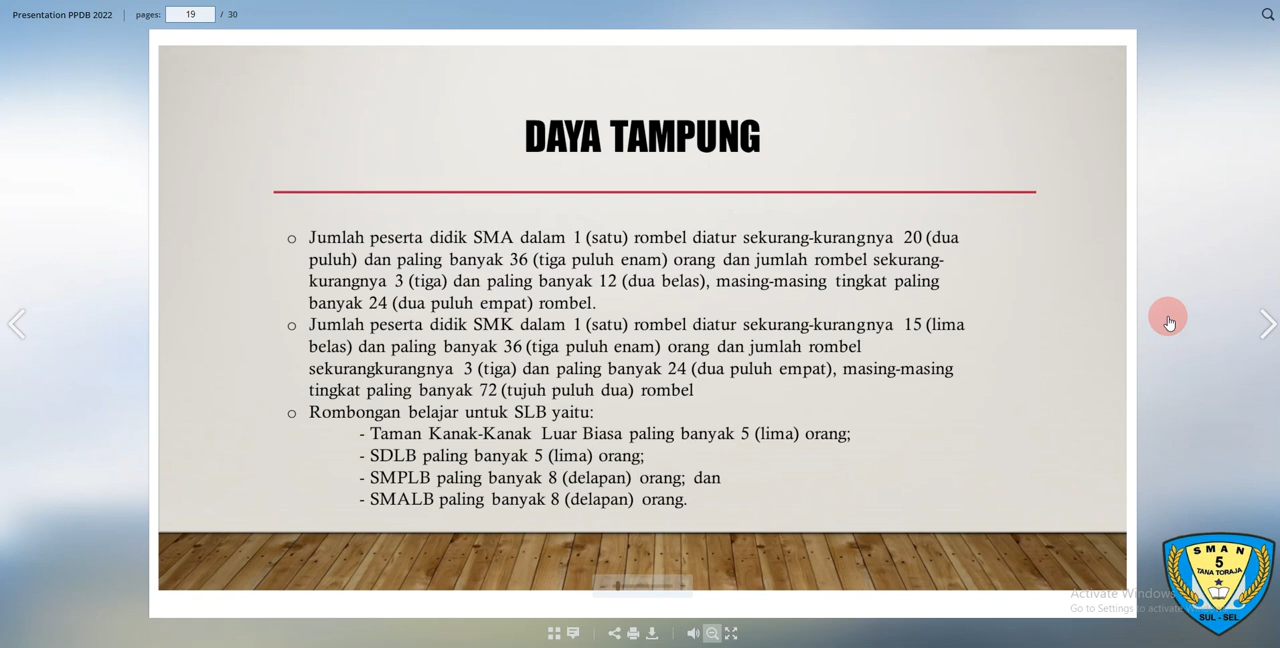 Presentation PPDB 2022
pages: 19 / 30
DAYA TAMPUNG
o Jumlah peserta didik SMA dalam 1 (satu) rombel diatur sekurang-kurangnya 20 (dua
puluh) dan paling banyak 36 (tiga puluh enam) orang dan jumlah rombel sekurang-
kurangnya 3 (tiga) dan paling banyak 12 (dua belas), masing-masing tingkat paling
banyak 24 (dua puluh empat) rombel.
o Jumlah peserta didik SMK dalam 1 (satu) rombel diatur sekurang-kurangnya 15 (lima
belas) dan paling banyak 36 (tiga puluh enam) orang dan jumlah rombel
sekurangkurangnya 3 (tiga) dan paling banyak 24 (dua puluh empat), masing-masing
tingkat paling banyak 72 (tujuh puluh dua) rombel
o Rombongan belajar untuk SLB yaitu:
- Taman Kanak-Kanak Luar Biasa paling banyak 5 (lima) orang;
- SDLB paling banyak 5 (lima) orang;
- SMPLB paling banyak 8 (delapan) orang; dan
- SMALB paling banyak 8 (delapan) orang.
Activate Windows
Go to Settings to activate
SMAN
5
TANA TORAJA
SUL - SEL